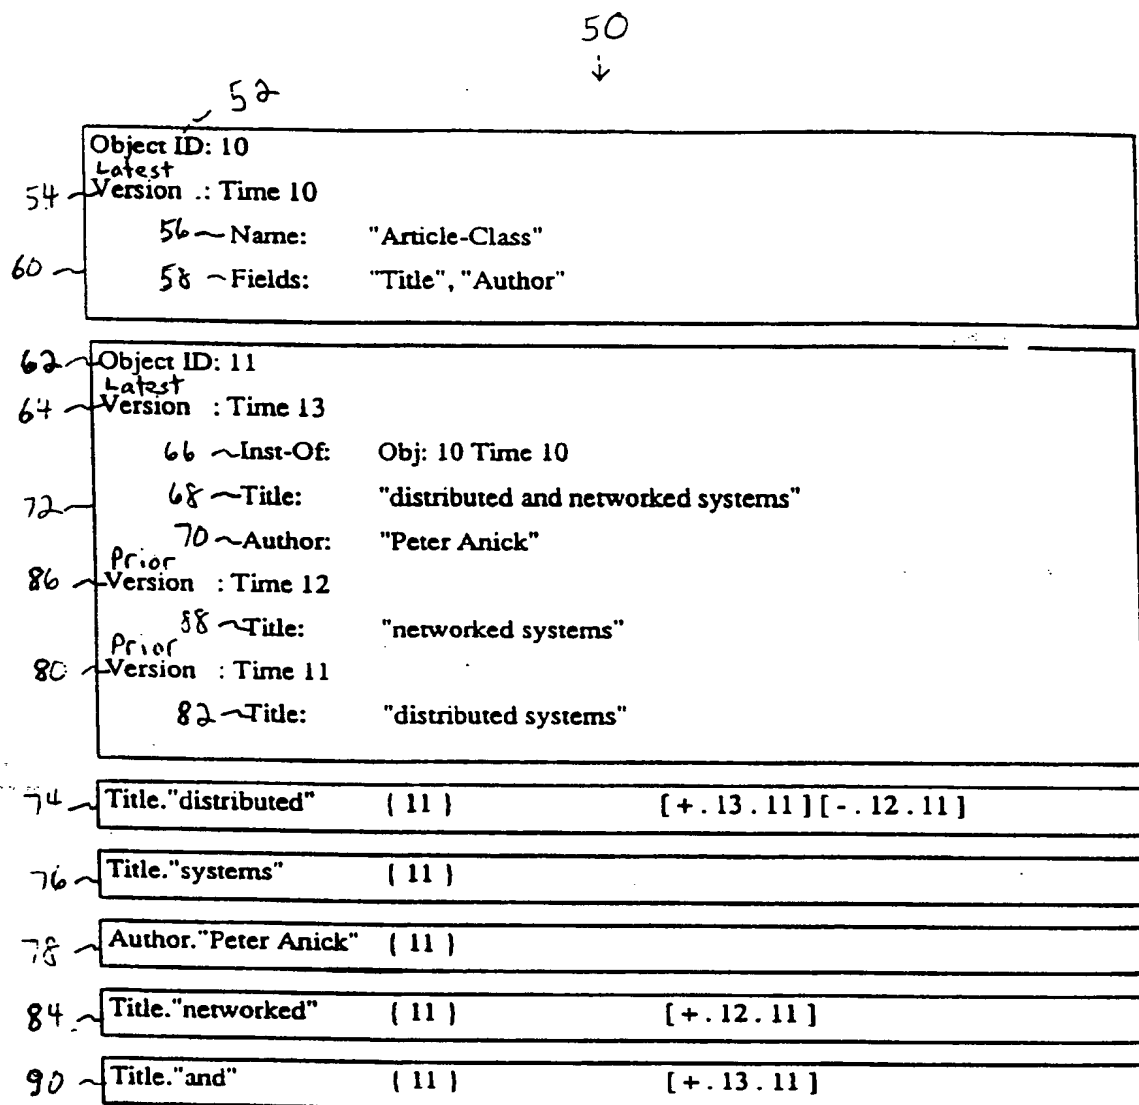 50
52
Object ID: 10
Latest
54 Version .: Time 10
56 Name: "Article-Class"
60
58 Fields: "Title", "Author"
62 Object ID: 11
Latest
64 Version : Time 13
66 Inst-Of: Obj: 10 Time 10
68 Title: "distributed and networked systems"
72
70 Author: "Peter Anick"
Prior
86 Version : Time 12
88 Title: "networked systems"
Prior
80 Version : Time 11
82 Title: "distributed systems"
74 Title."distributed" { 11 } [ + . 13 . 11 ] [ - . 12 . 11 ]
76 Title."systems" { 11 }
78 Author."Peter Anick" { 11 }
84 Title."networked" { 11 } [ + . 12 . 11 ]
90 Title."and" { 11 } [ + . 13 . 11 ]